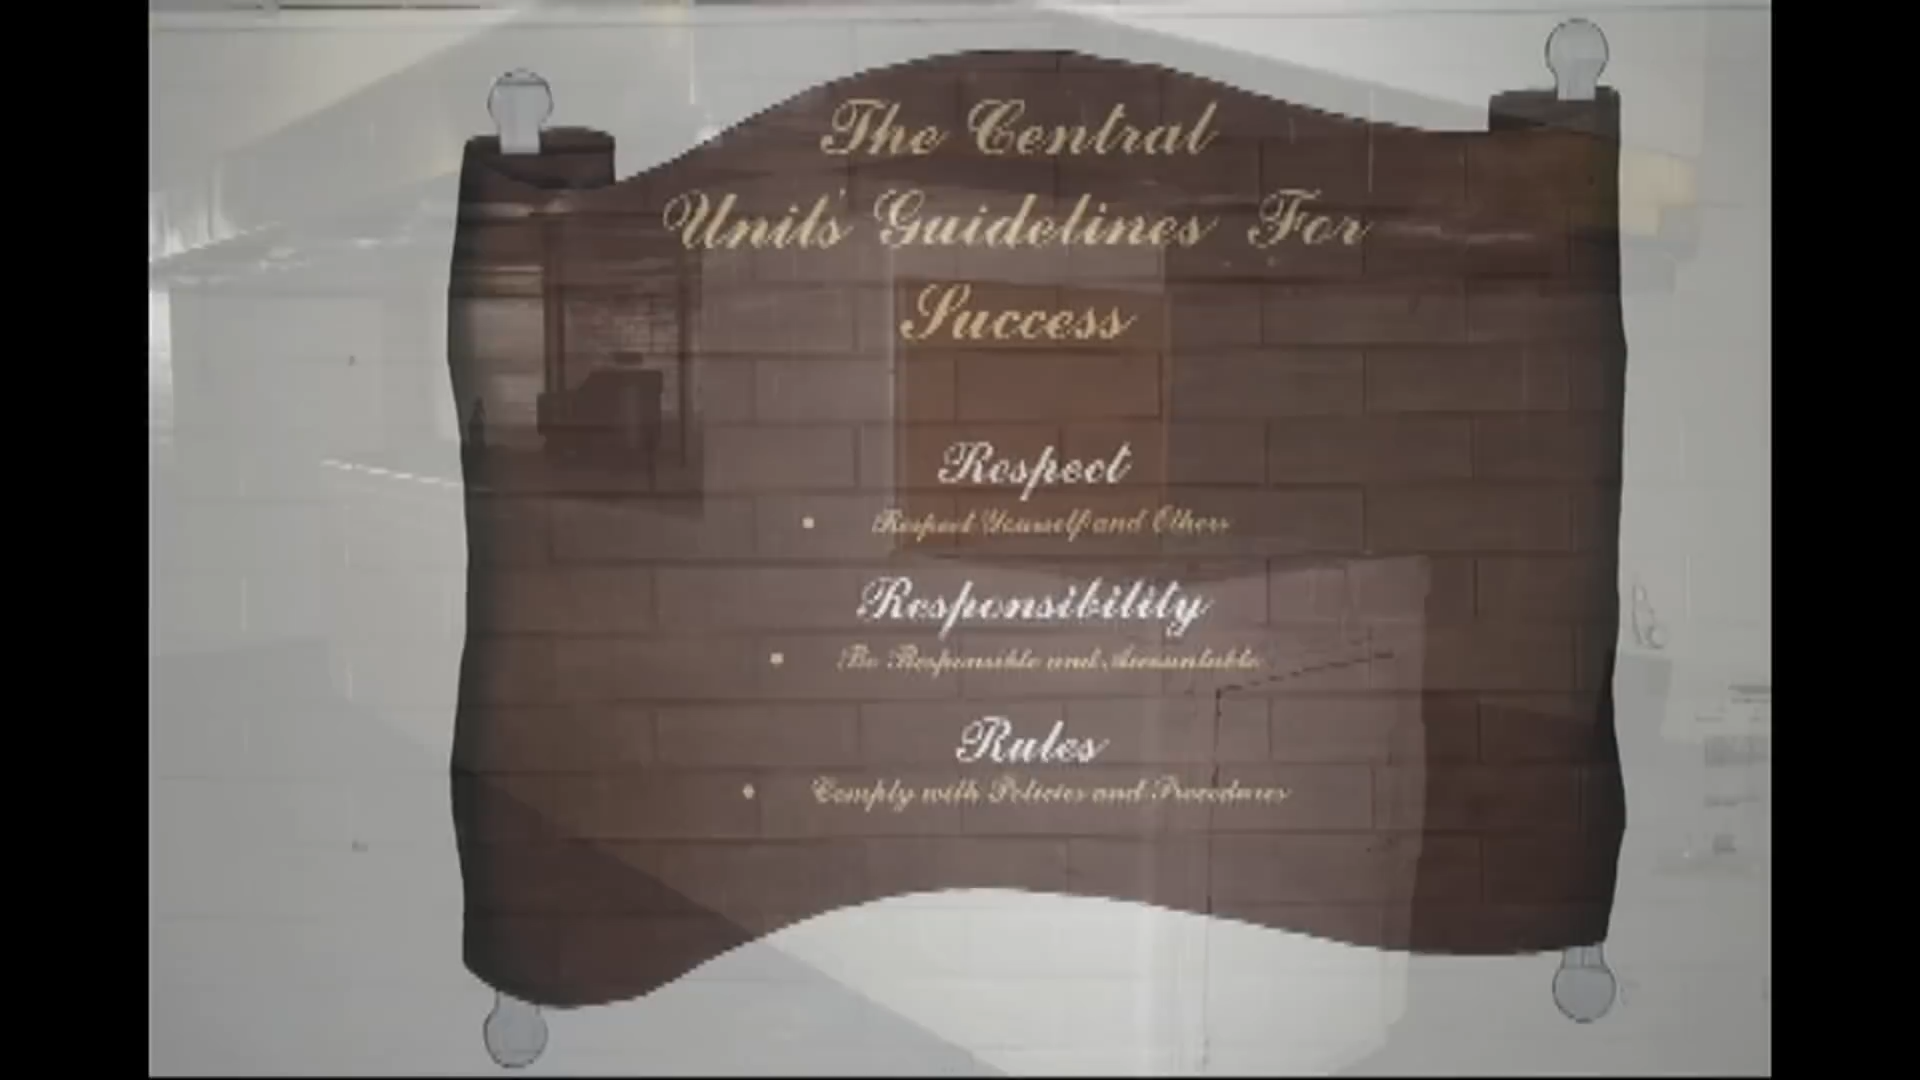 The Central
Unit's Guidelines For
Success
Respect
• Respect Yourself and Others
Responsibility
• Be Responsible and Accountable
Rules
• Comply with Policies and Procedures